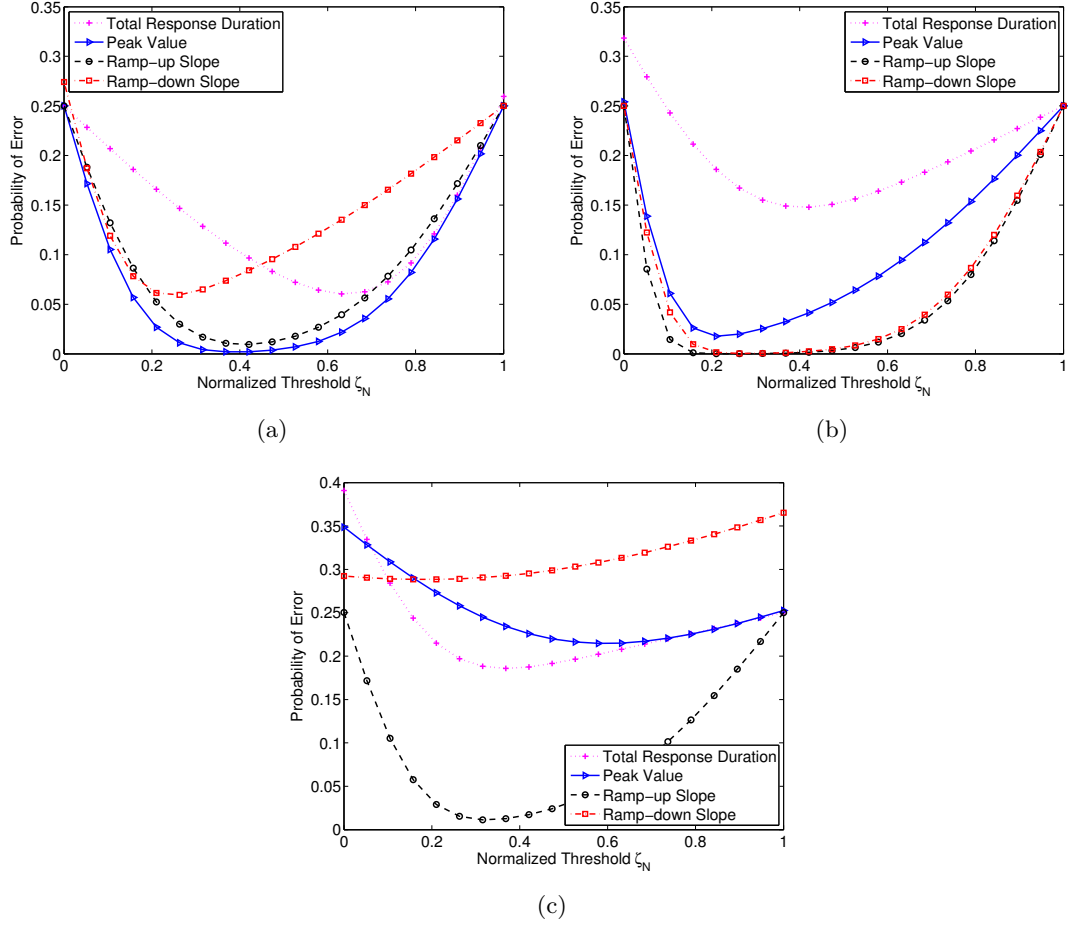 0.35
0.3
0.25
0.2
0.15
0.1
0.05
0
Probability of Error
Total Response Duration
Peak Value
Ramp-up Slope
Ramp-down Slope
0 0.2 0.4 0.6 0.8 1
Normalized Threshold ζN
(a)
0.35
0.3
0.25
0.2
0.15
0.1
0.05
0
Probability of Error
Total Response Duration
Peak Value
Ramp-up Slope
Ramp-down Slope
0 0.2 0.4 0.6 0.8 1
Normalized Threshold ζN
(b)
0.4
0.35
0.3
0.25
0.2
0.15
0.1
0.05
0
Probability of Error
Total Response Duration
Peak Value
Ramp-up Slope
Ramp-down Slope
0 0.2 0.4 0.6 0.8 1
Normalized Threshold ζN
(c)